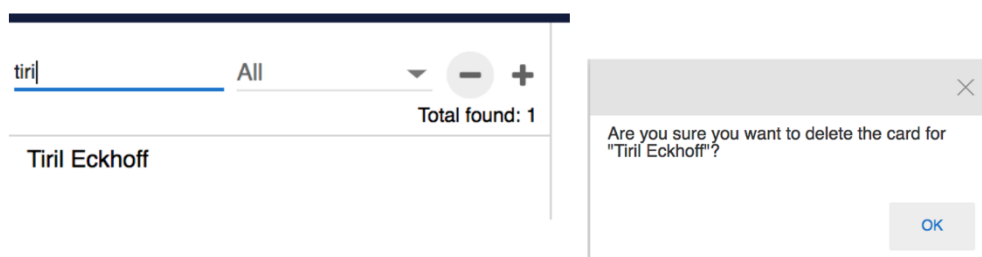 tiri
All
Total found: 1
Tiril Eckhoff
Are you sure you want to delete the card for
"Tiril Eckhoff"?
OK